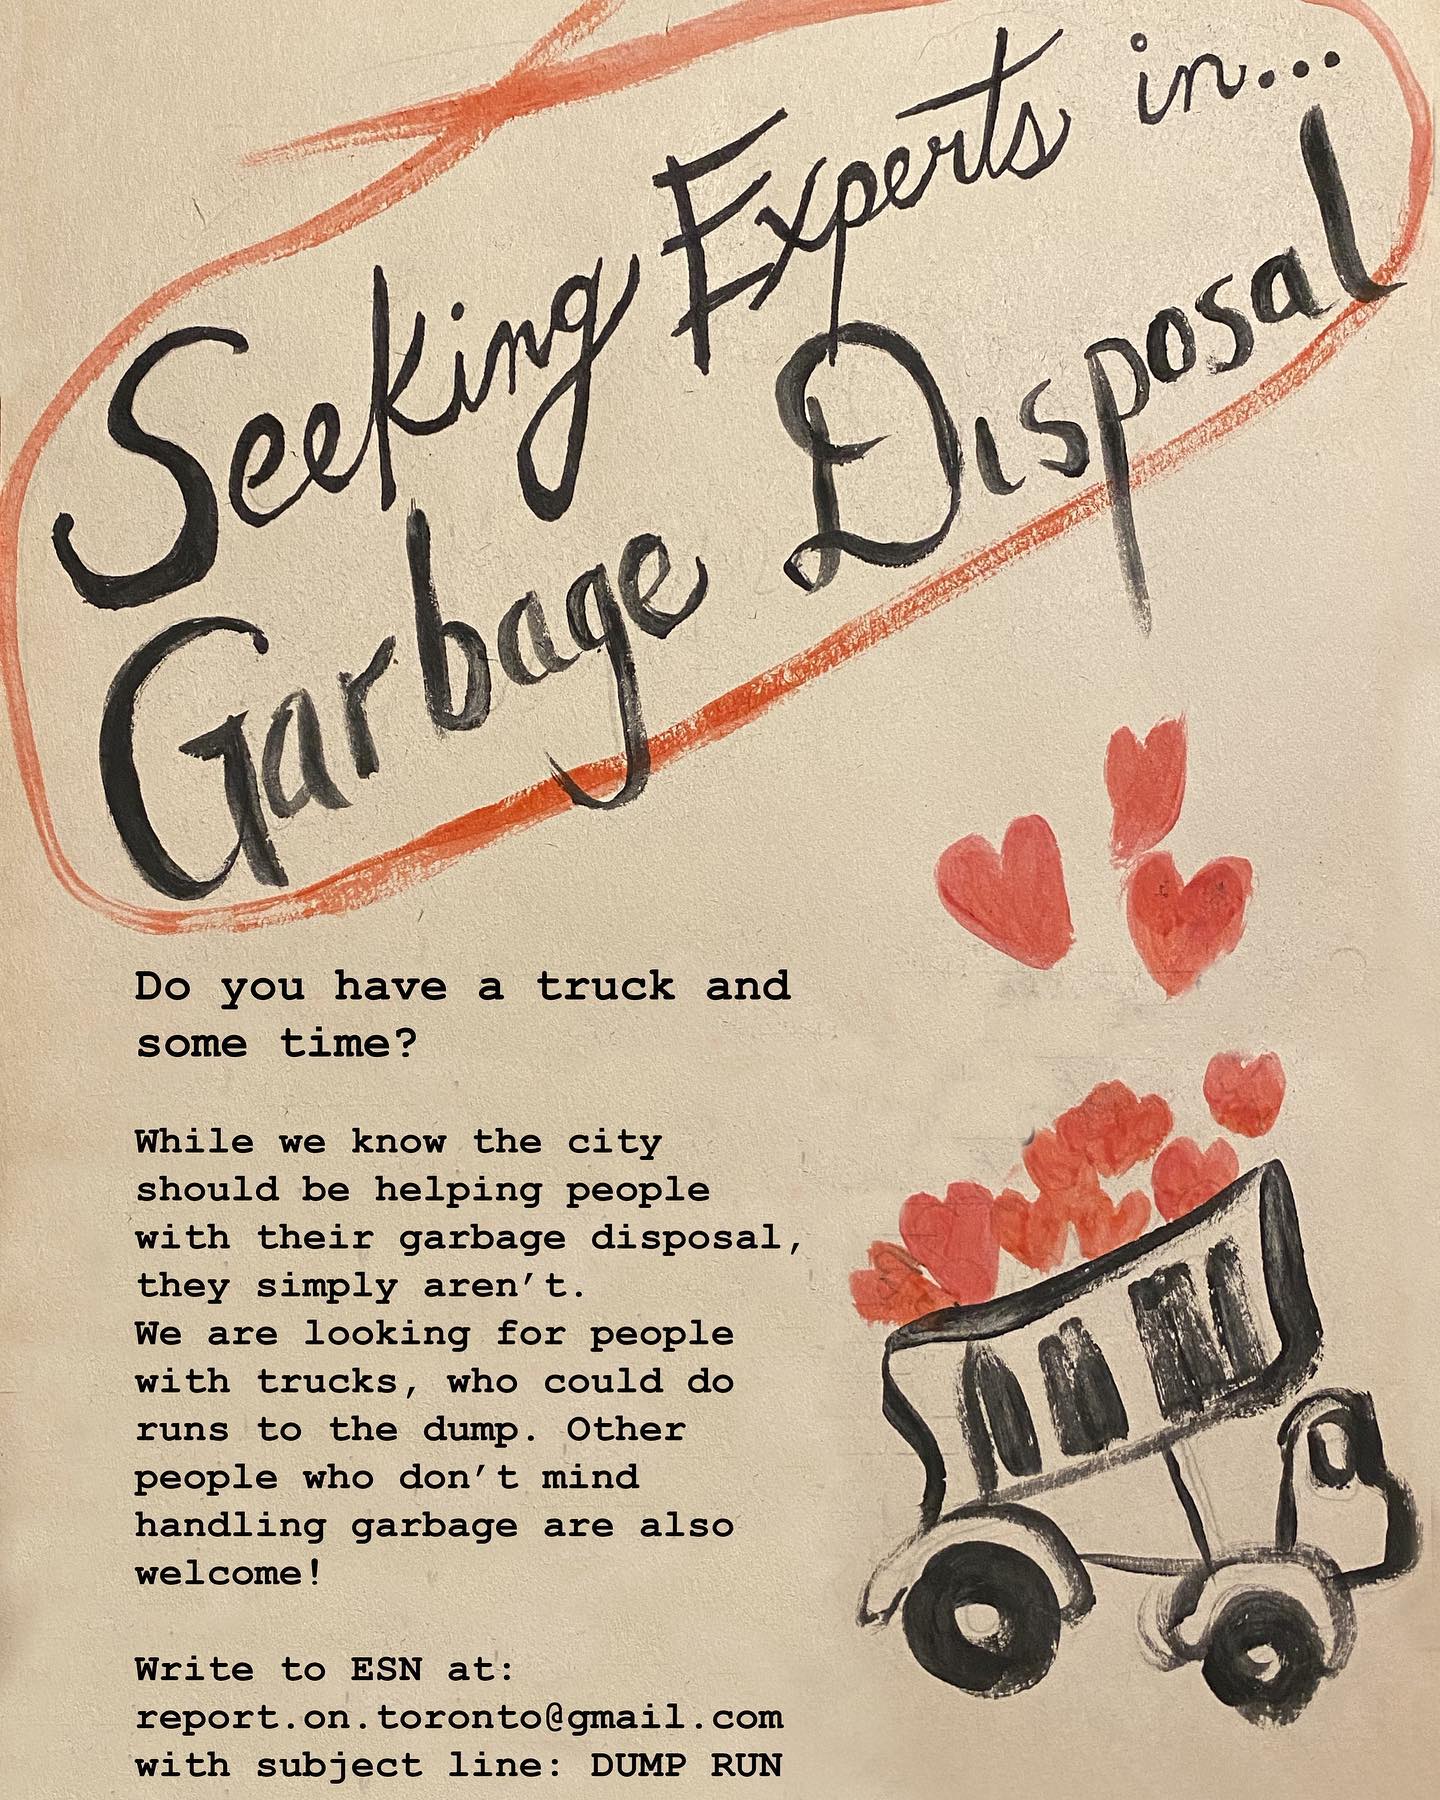 Seeking Experts in...
Garbage Disposal
Do you have a truck and
some time?
While we know the city
should be helping people
with their garbage disposal,
they simply aren’t.
We are looking for people
with trucks, who could do
runs to the dump. Other
people who don’t mind
handling garbage are also
welcome!
Write to ESN at:
report.on.toronto@gmail.com
with subject line: DUMP RUN